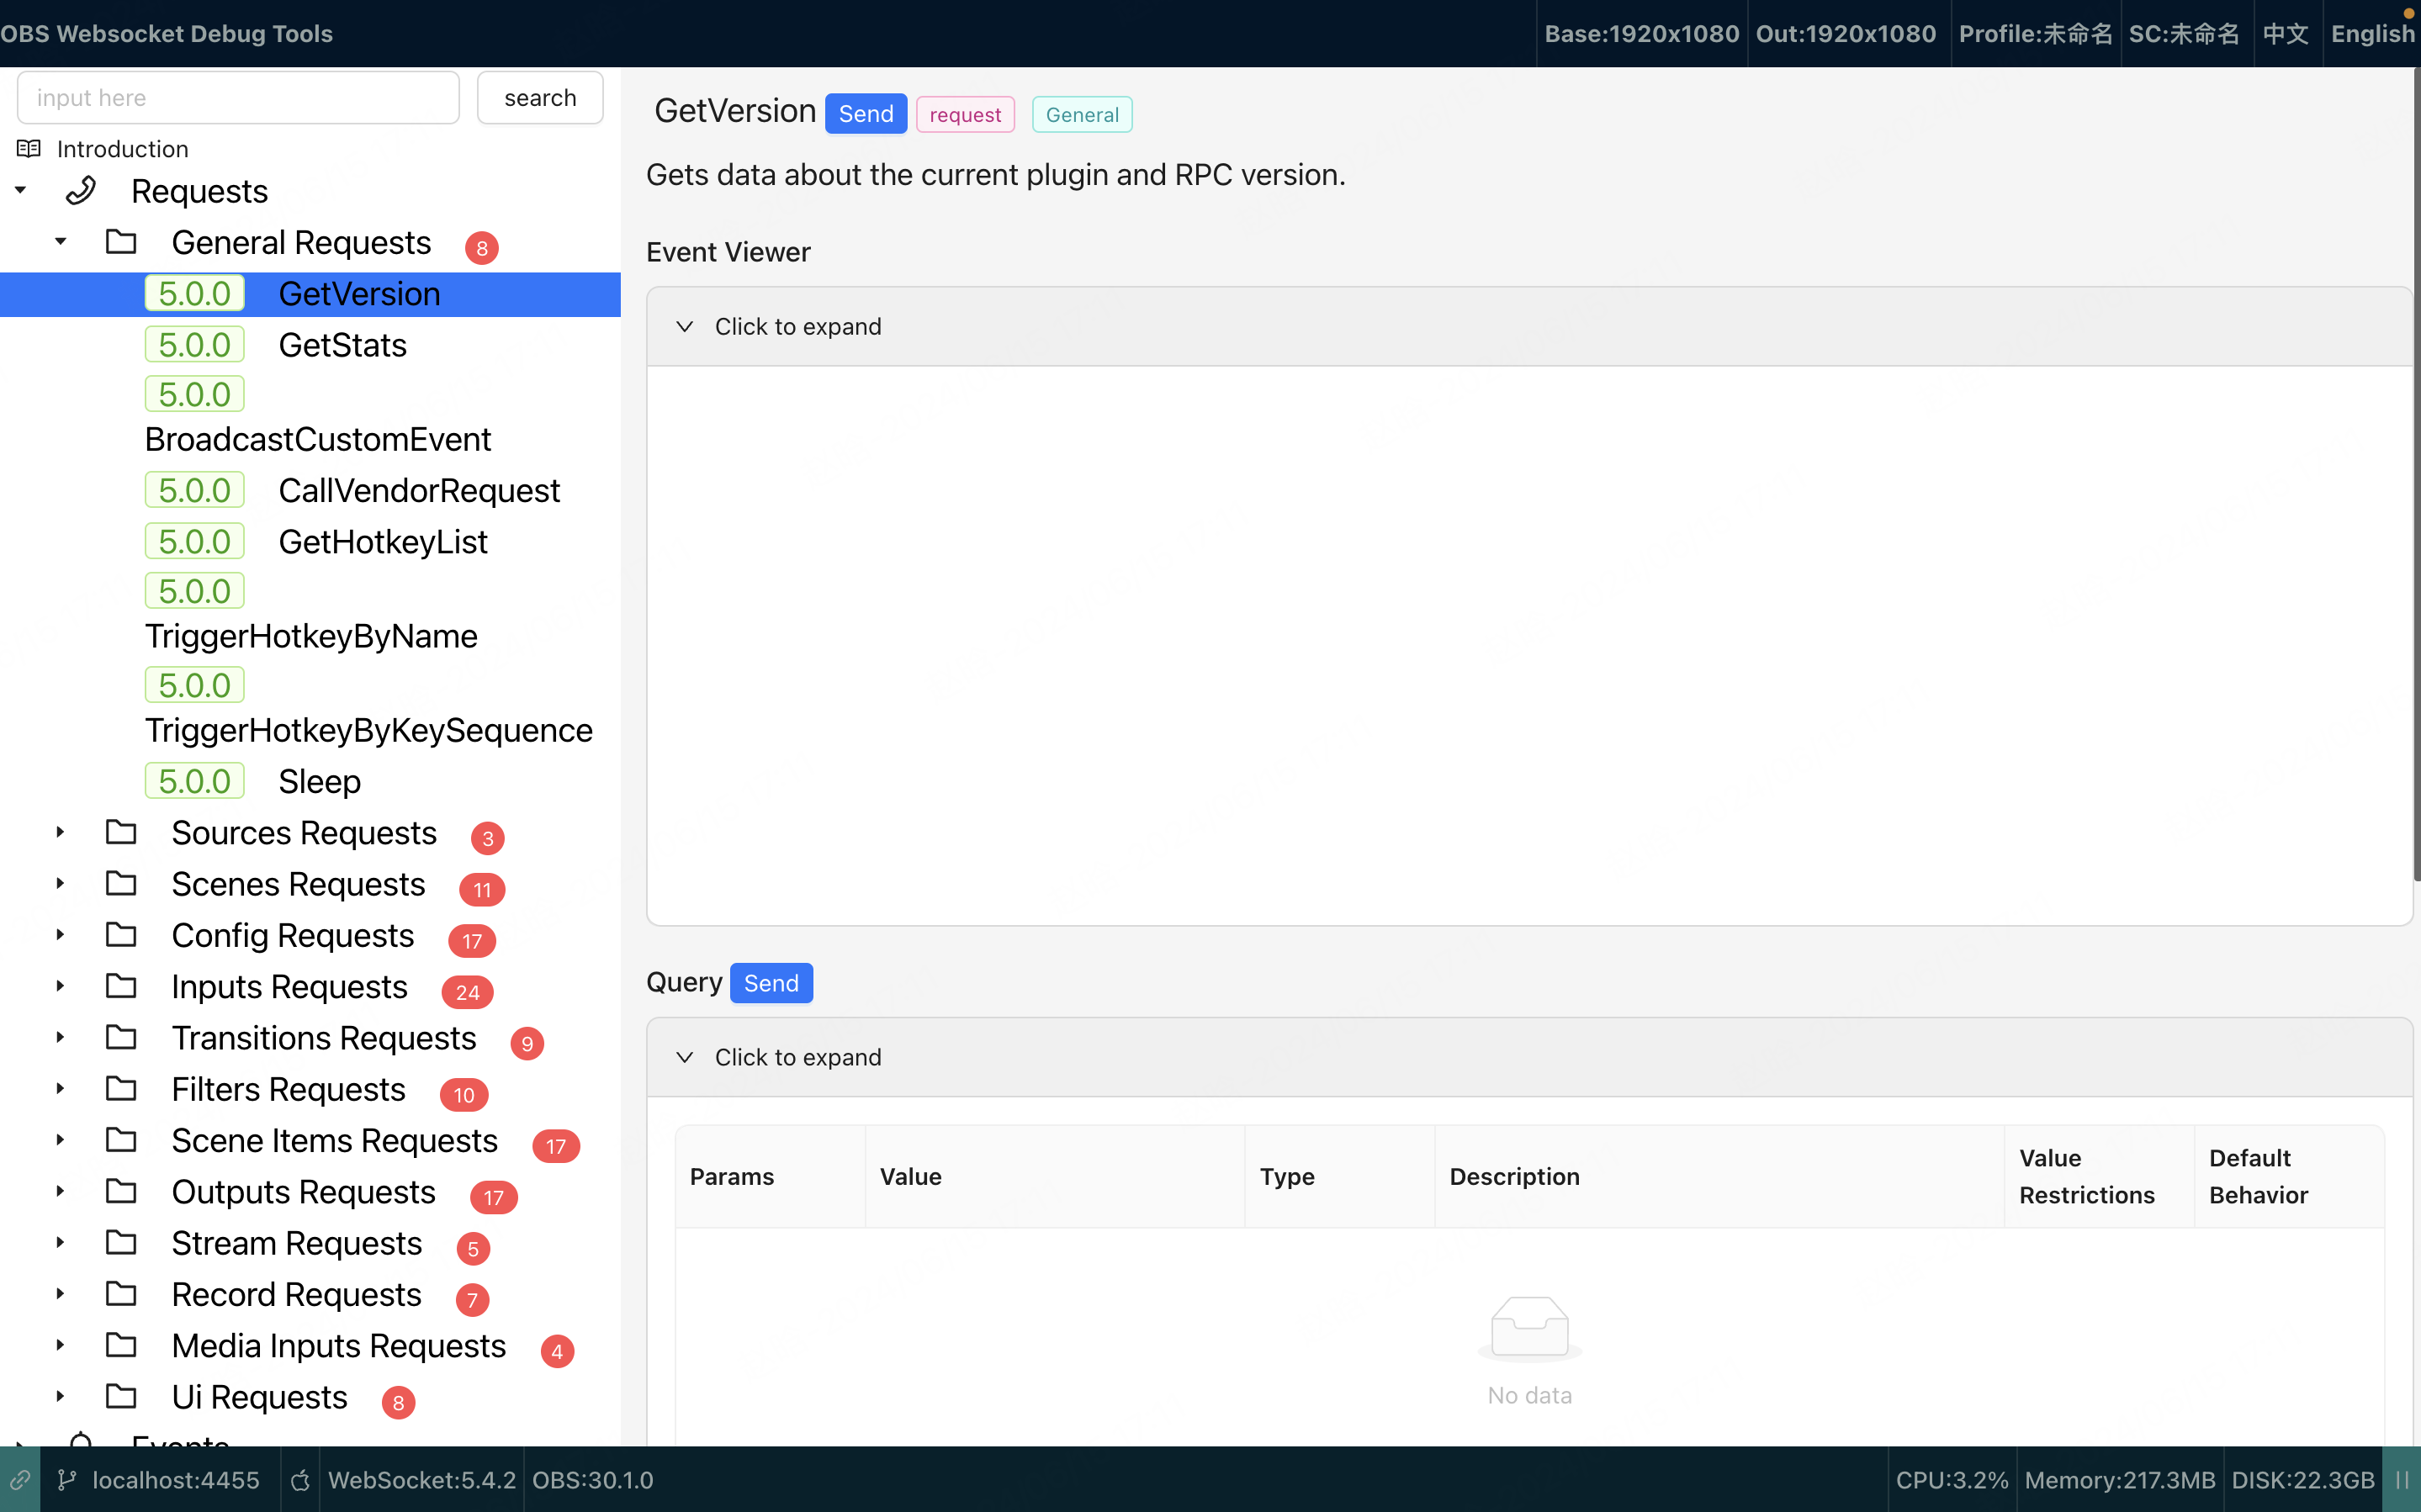 OBS Websocket Debug Tools
Base:1920x1080
Out:1920x1080
Profile:未命名
SC:未命名
中文
English
input here
search
Introduction
Requests
General Requests 8
5.0.0 GetVersion
5.0.0 GetStats
5.0.0
BroadcastCustomEvent
5.0.0 CallVendorRequest
5.0.0 GetHotkeyList
5.0.0
TriggerHotkeyByName
5.0.0
TriggerHotkeyByKeySequence
5.0.0 Sleep
Sources Requests 3
Scenes Requests 11
Config Requests 17
Inputs Requests 24
Transitions Requests 9
Filters Requests 10
Scene Items Requests 17
Outputs Requests 17
Stream Requests 5
Record Requests 7
Media Inputs Requests 4
Ui Requests 8
Events
GetVersion Send request General
Gets data about the current plugin and RPC version.
Event Viewer
Click to expand
Query Send
Click to expand
Params
Value
Type
Description
Value
Restrictions
Default
Behavior
No data
localhost:4455
WebSocket:5.4.2
OBS:30.1.0
CPU:3.2%
Memory:217.3MB
DISK:22.3GB